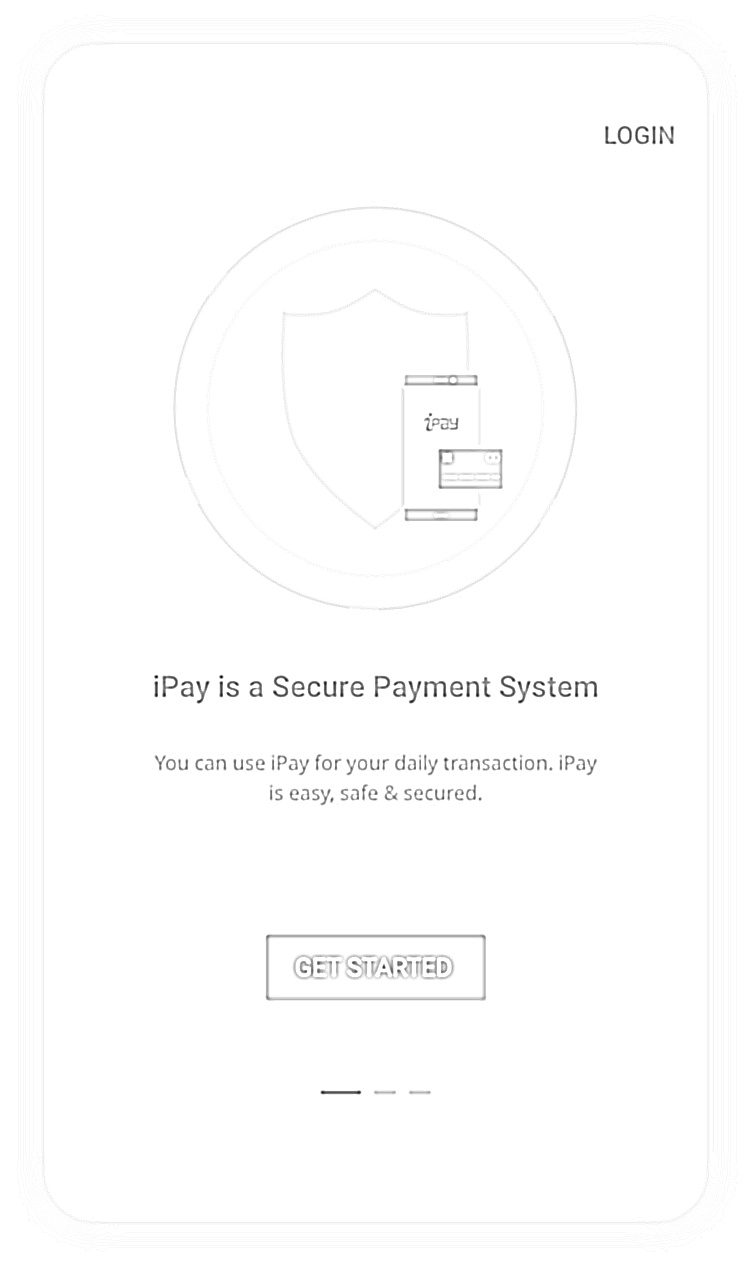 LOGIN
iPay
iPay is a Secure Payment System
You can use iPay for your daily transaction. iPay
is easy, safe & secured.
GET STARTED